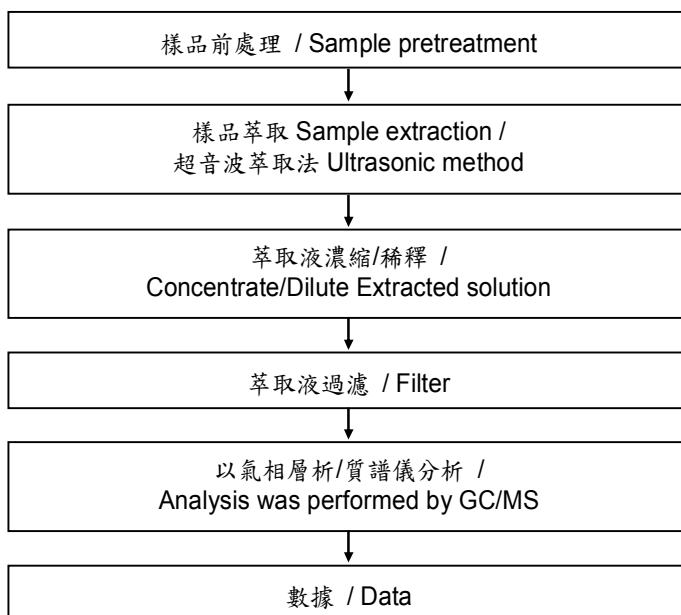 樣品前處理 / Sample pretreatment
樣品萃取 Sample extraction /
超音波萃取法 Ultrasonic method
萃取液濃縮/稀釋 /
Concentrate/Dilute Extracted solution
萃取液過濾 / Filter
以氣相層析/質譜儀分析 /
Analysis was performed by GC/MS
數據 / Data